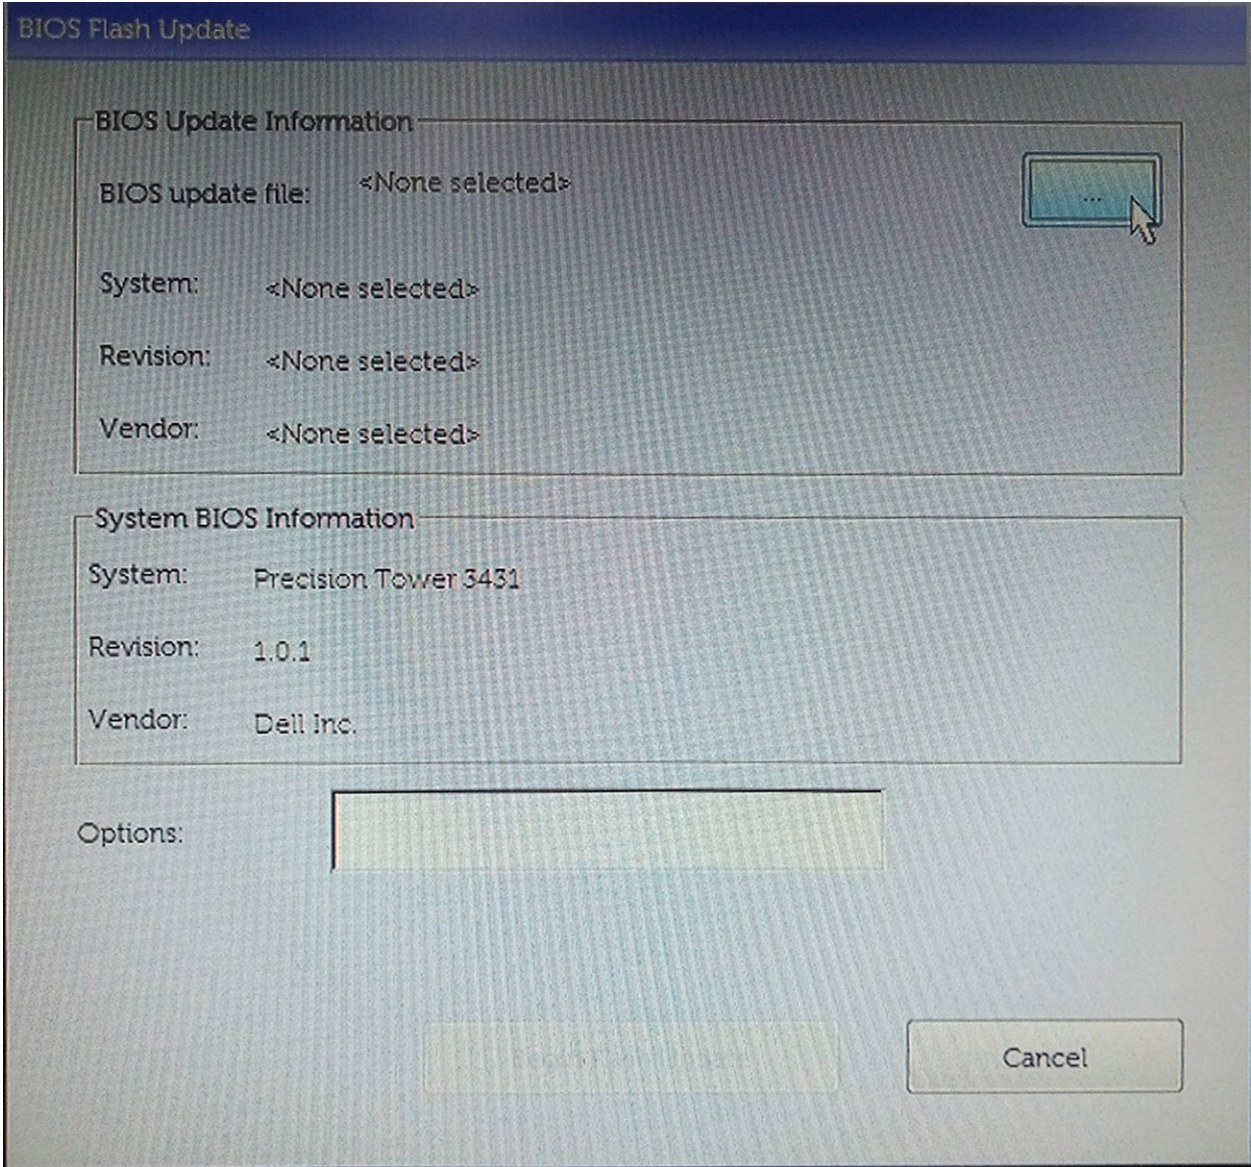 BIOS Flash Update
BIOS Update Information
BIOS update file: <None selected>
...
System: <None selected>
Revision: <None selected>
Vendor: <None selected>
System BIOS Information
System: Precision Tower 3431
Revision: 1.0.1
Vendor: Dell Inc.
Options:
Cancel